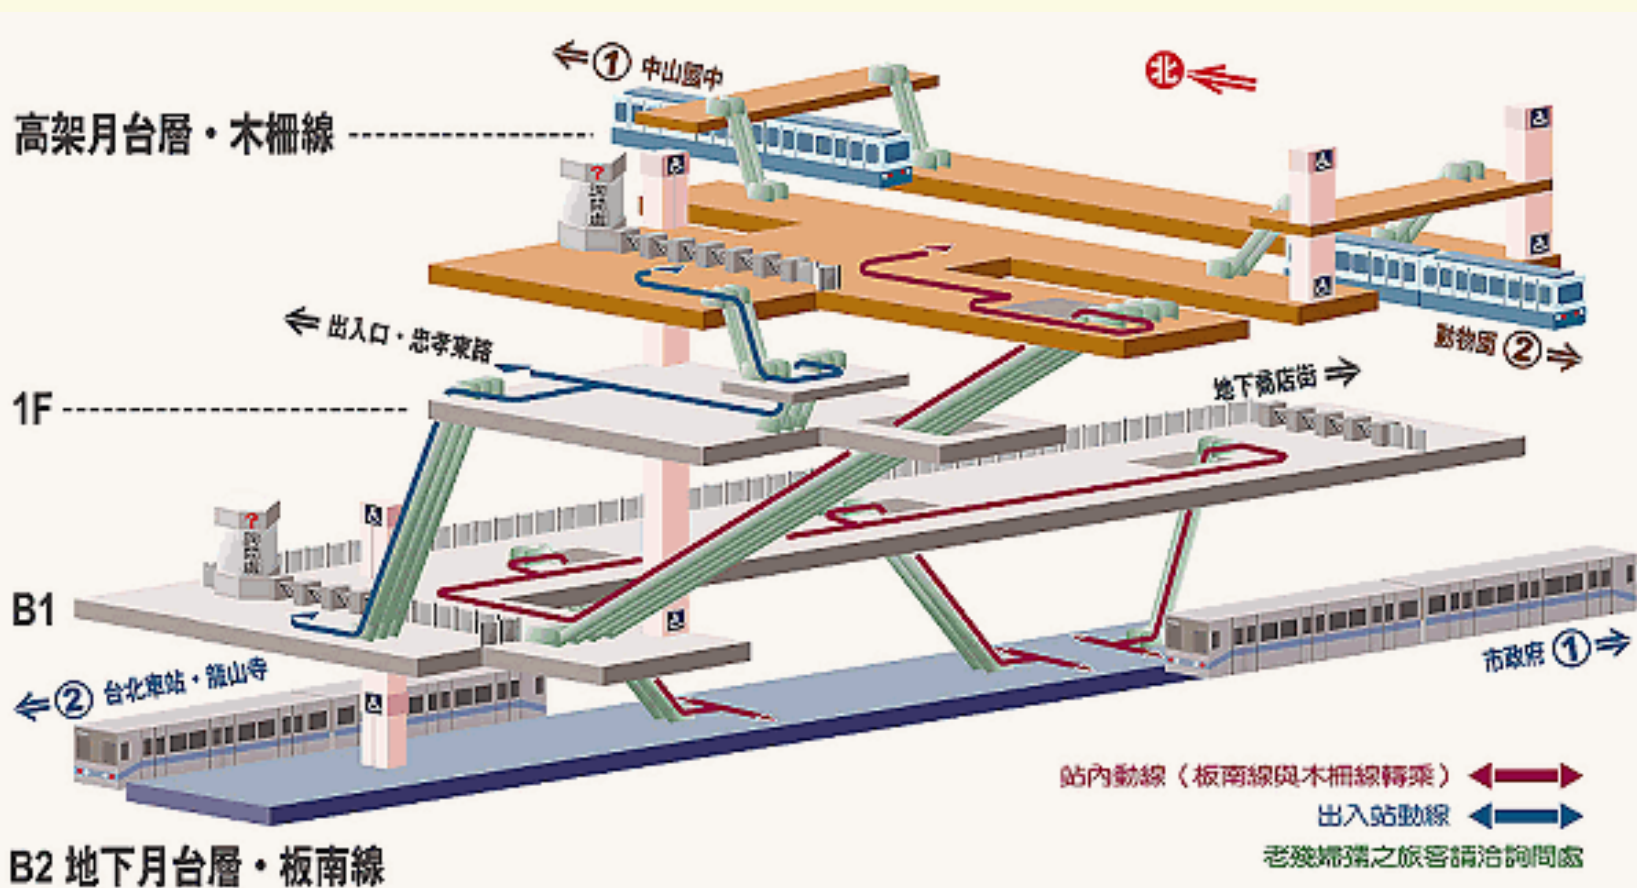 ① 中山國中
北
高架月台層・木柵線
?
詢問處
出入口・忠孝東路
動物園 ②
1F
地下商店街
?
詢問處
B1
② 台北車站・龍山寺
市政府 ①
站內動線（板南線與木柵線轉乘）
出入站動線
老殘婦孺之旅客請洽詢問處
B2 地下月台層・板南線